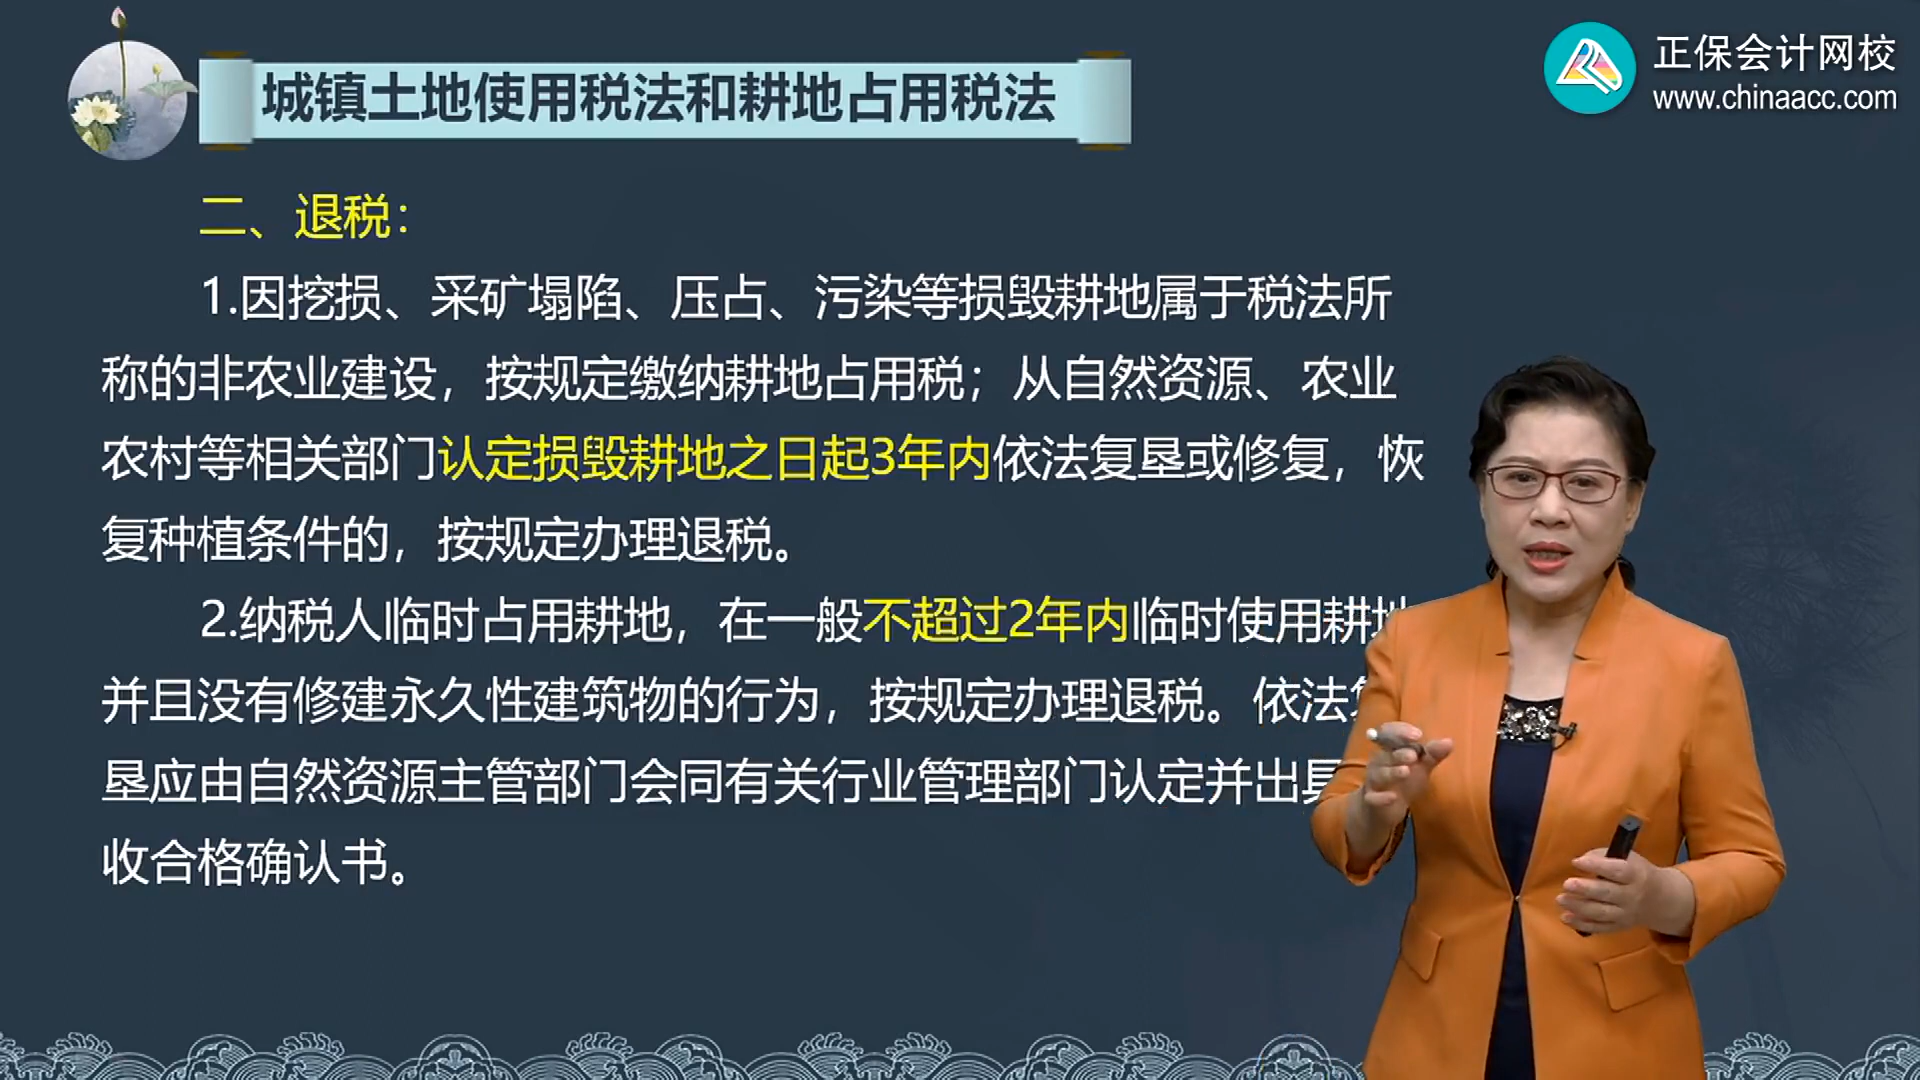 正保会计网校
www.chinaacc.com
城镇土地使用税法和耕地占用税法
二、退税：
1.因挖损、采矿塌陷、压占、污染等损毁耕地属于税法所
称的非农业建设，按规定缴纳耕地占用税；从自然资源、农业
农村等相关部门认定损毁耕地之日起3年内依法复垦或修复，恢
复种植条件的，按规定办理退税。
2.纳税人临时占用耕地，在一般不超过2年内临时使用耕地
并且没有修建永久性建筑物的行为，按规定办理退税。依法复
垦应由自然资源主管部门会同有关行业管理部门认定并出具
收合格确认书。